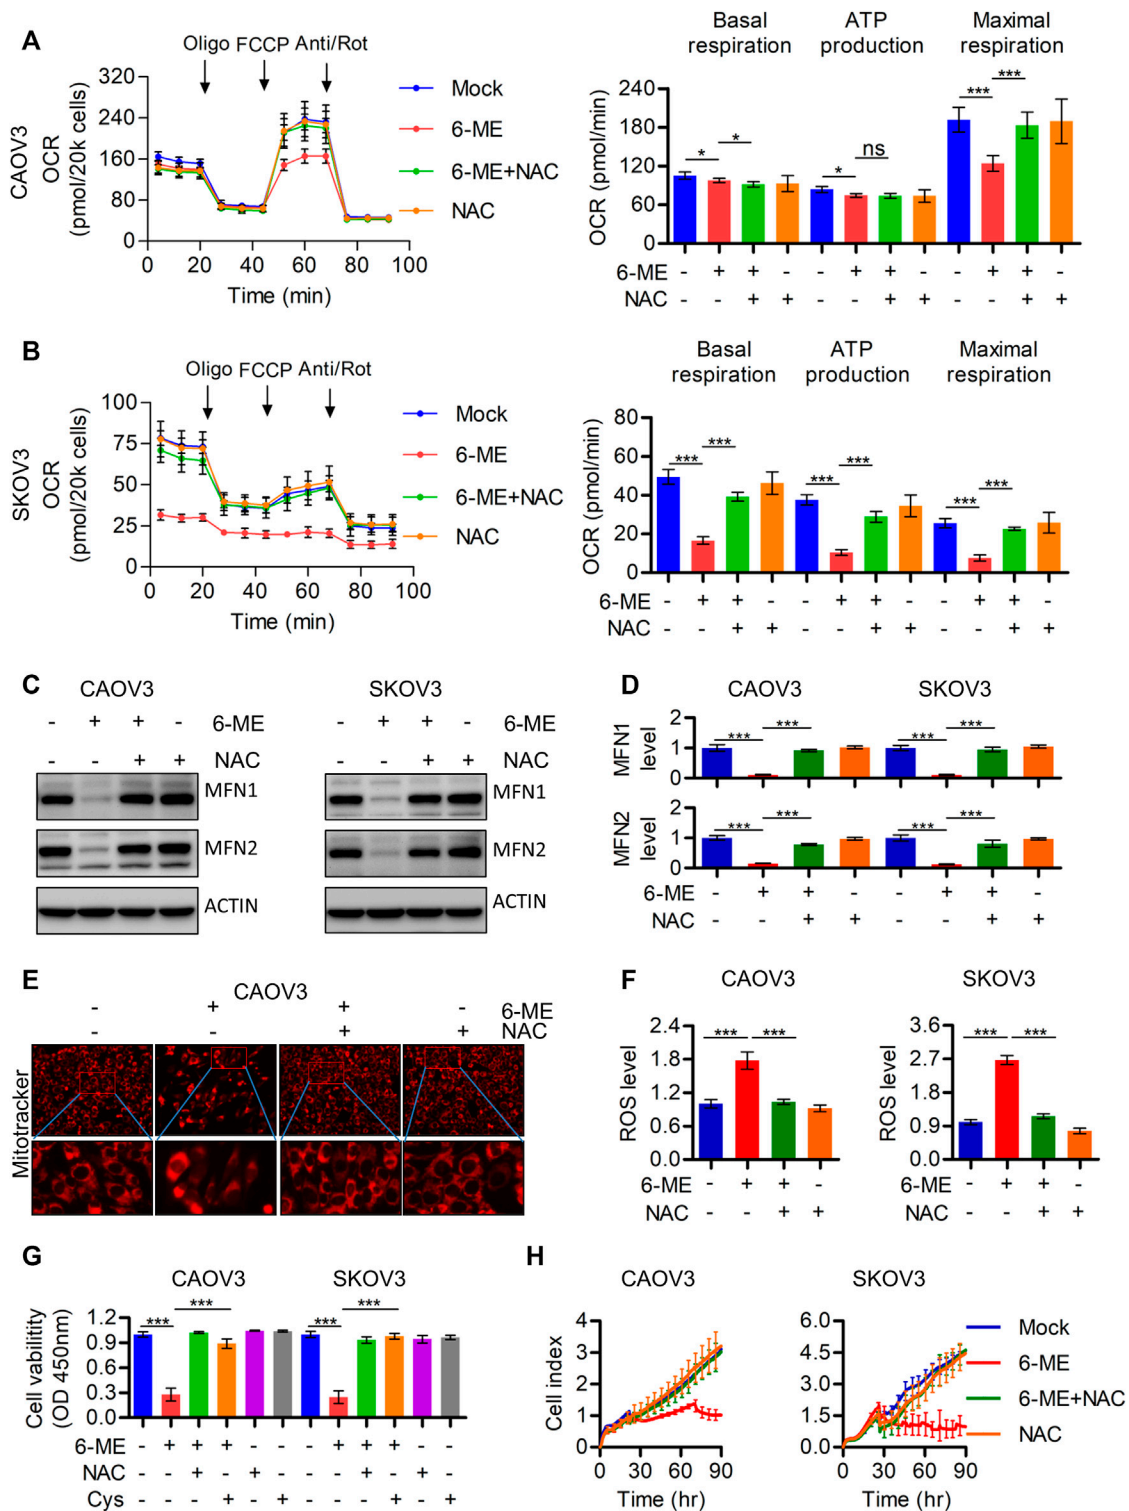 A
Oligo FCCP Anti/Rot
CAOV3
OCR
(pmol/20k cells)
320
240
160
80
0
0 20 40 60 80 100
Time (min)
Mock
6-ME
6-ME+NAC
NAC
Basal respiration
ATP production
Maximal respiration
OCR (pmol/min)
240
180
120
60
0
* * * ns *** ***
6-ME - + + - - + + - - + + -
NAC - - + + - - + + - - + +
B
Oligo FCCP Anti/Rot
SKOV3
OCR
(pmol/20k cells)
100
75
50
25
0
0 20 40 60 80 100
Time (min)
Mock
6-ME
6-ME+NAC
NAC
Basal respiration
ATP production
Maximal respiration
OCR (pmol/min)
80
60
40
20
0
*** *** *** *** *** ***
6-ME - + + - - + + - - + + -
NAC - - + + - - + + - - + +
C
CAOV3
SKOV3
- + + - 6-ME - + + - 6-ME
- - + + NAC - - + + NAC
MFN1 MFN1
MFN2 MFN2
ACTIN ACTIN
D
CAOV3 SKOV3
MFN1 level
2
1
0
*** *** *** ***
MFN2 level
2
1
0
*** *** *** ***
6-ME - + + - - + + -
NAC - - + + - - + +
E
CAOV3
- + + - 6-ME
- - + + NAC
Mitotracker
F
CAOV3
ROS level
2.4
1.8
1.2
0.6
0.0
*** ***
6-ME - + + -
NAC - - + +
SKOV3
ROS level
3.6
2.7
1.8
0.9
0.0
*** ***
6-ME - + + -
NAC - - + +
G
CAOV3 SKOV3
Cell vabilitity
(OD 450nm)
1.2
0.9
0.6
0.3
0.0
*** *** *** ***
6-ME - + + + - - - + + + - -
NAC - - + - + - - - + - + -
Cys - - - + - + - - - + - +
H
CAOV3
Cell index
4
3
2
1
0
0 30 60 90
Time (hr)
SKOV3
6.0
4.5
3.0
1.5
0.0
0 30 60 90
Time (hr)
Mock
6-ME
6-ME+NAC
NAC